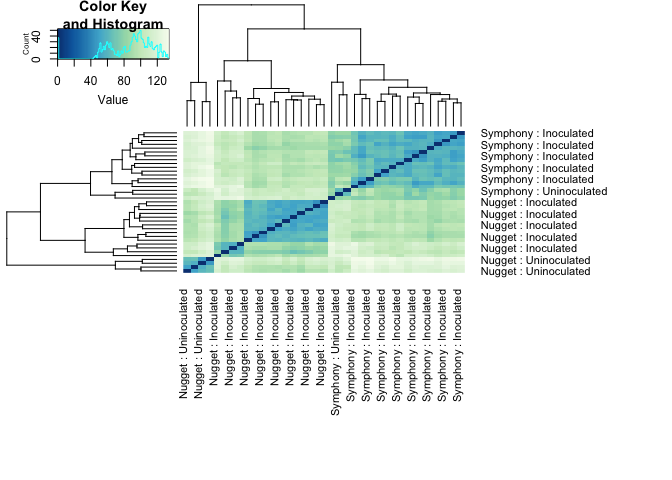 Color Key
and Histogram
Count
0
40
0
40
80
120
Value
Symphony : Inoculated
Symphony : Inoculated
Symphony : Inoculated
Symphony : Inoculated
Symphony : Inoculated
Symphony : Uninoculated
Nugget : Inoculated
Nugget : Inoculated
Nugget : Inoculated
Nugget : Inoculated
Nugget : Inoculated
Nugget : Uninoculated
Nugget : Uninoculated
Nugget : Uninoculated
Nugget : Uninoculated
Nugget : Inoculated
Nugget : Inoculated
Nugget : Inoculated
Nugget : Inoculated
Nugget : Inoculated
Nugget : Inoculated
Nugget : Inoculated
Nugget : Inoculated
Symphony : Uninoculated
Symphony : Inoculated
Symphony : Inoculated
Symphony : Inoculated
Symphony : Inoculated
Symphony : Inoculated
Symphony : Inoculated
Symphony : Inoculated
Symphony : Inoculated